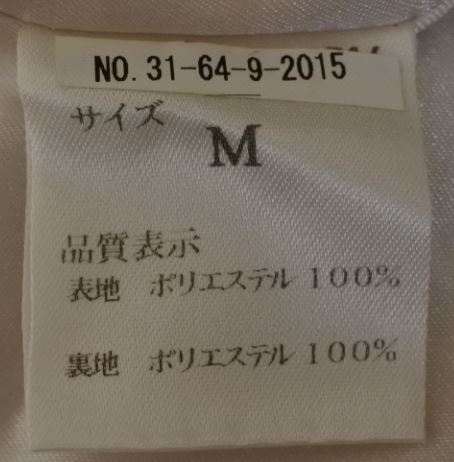 NO. 31-64-9-2015
サイズ
M
品質表示
表地 ポリエステル 100%
裏地 ポリエステル 100%